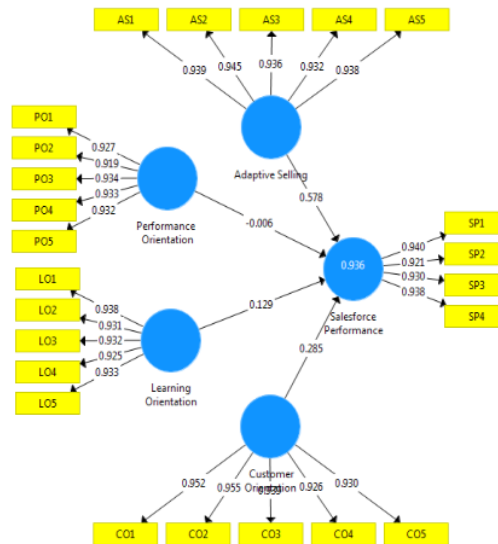 AS1 AS2 AS3 AS4 AS5
0.939 0.945 0.936 0.932 0.938
Adaptive Selling
PO1
PO2
PO3
PO4
PO5
0.927
0.919
0.934
0.933
0.932
Performance
Orientation
0.578
-0.006
LO1
LO2
LO3
LO4
LO5
0.938
0.931
0.932
0.925
0.933
Learning
Orientation
0.129
0.936
Salesforce
Performance
0.940
0.921
0.930
0.938
SP1
SP2
SP3
SP4
0.285
Customer
Orientation
0.952 0.955 0.926 0.930
CO1 CO2 CO3 CO4 CO5